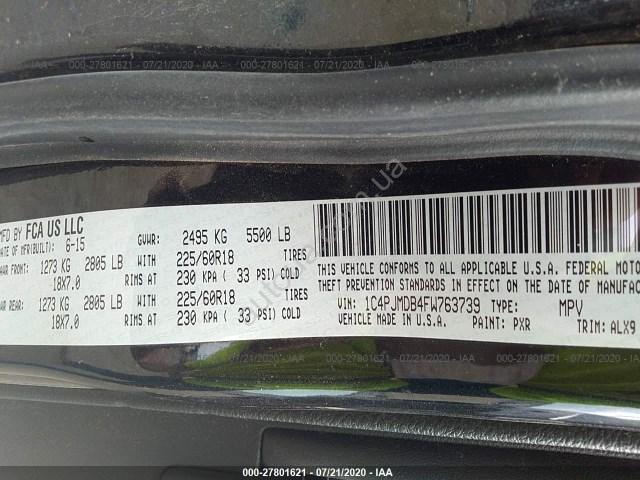 000-27801621 - 07/21/2020 - IAA
MFD BY FCA US LLC
DATE OF MFR(BUILT): 6-15
GVWR: 2495 KG 5500 LB
GAWR FRONT: 1273 KG 2805 LB WITH 225/60R18 TIRES
18X7.0 RIMS AT 230 KPA ( 33 PSI) COLD
GAWR REAR: 1273 KG 2805 LB WITH 225/60R18 TIRES
18X7.0 RIMS AT 230 KPA ( 33 PSI) COLD
THIS VEHICLE CONFORMS TO ALL APPLICABLE U.S.A. FEDERAL MOTOR
THEFT PREVENTION STANDARDS IN EFFECT ON THE DATE OF MANUFAC
VIN: 1C4PJMDB4FW763739 TYPE: MPV
VEHICLE MADE IN U.S.A. PAINT: PXR TRIM: ALX9
000-27801621 - 07/21/2020 - IAA